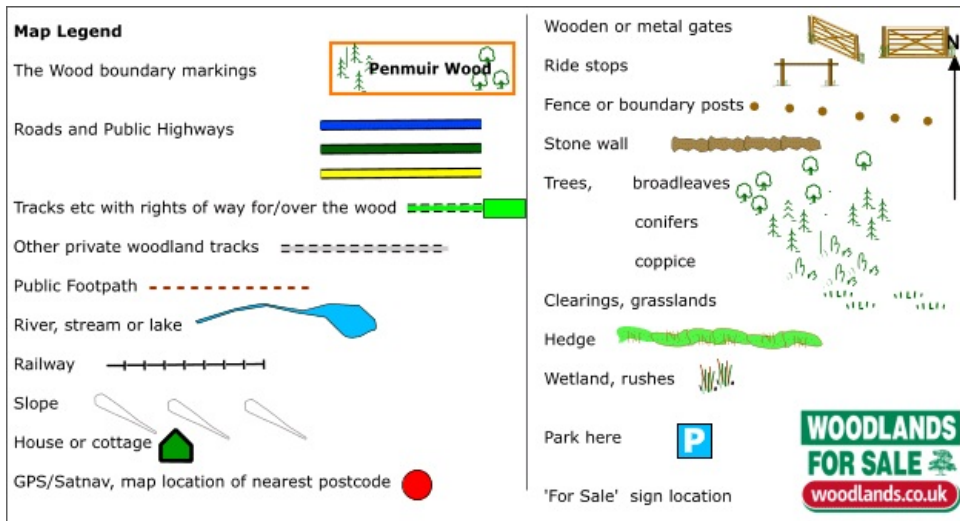 Map Legend
The Wood boundary markings
Penmuir Wood
Roads and Public Highways
Tracks etc with rights of way for/over the wood
Other private woodland tracks
Public Footpath
River, stream or lake
Railway
Slope
House or cottage
GPS/Satnav, map location of nearest postcode
Wooden or metal gates
N
Ride stops
Fence or boundary posts
Stone wall
Trees, broadleaves
conifers
coppice
Clearings, grasslands
Hedge
Wetland, rushes
Park here
P
'For Sale' sign location
WOODLANDS
FOR SALE
woodlands.co.uk